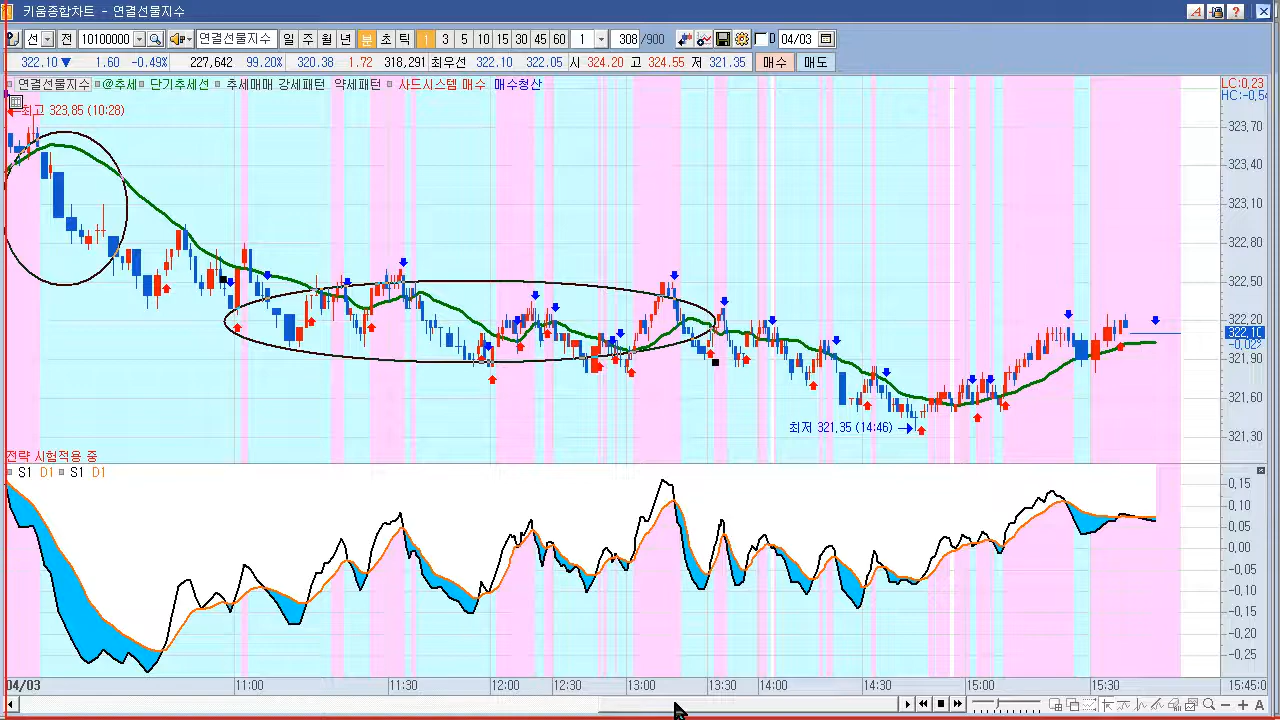 키움종합차트 - 연결선물지수
선 전 10100000 연결선물지수 일 주 월 년 분 초 틱 1 3 5 10 15 30 45 60 1 308 /900 D 04/03
322.10 ▼ 1.60 -0.49% 227,642 99.20% 320.36 1.72 318,291 최우선 322.10 322.05 시 324.20 고 324.55 저 321.35 매수 매도
연결선물지수 @추세 단기추세선 추세매매 강세패턴 약세패턴 사드시스템 매수 매수청산
LC:0,23
HC:-0,54
최고 323,85 (10:28)
323,70
323,40
323,10
322,80
322,50
322,20
322,10
-0,02
321,90
321,60
321,30
최저 321,35 (14:46)
전략 시험적용 중
S1 D1 S1 D1
0,15
0,10
0,05
0,00
-0,05
-0,10
-0,15
-0,20
-0,25
04/03 11:00 11:30 12:00 12:30 13:00 13:30 14:00 14:30 15:00 15:30 15:45:0